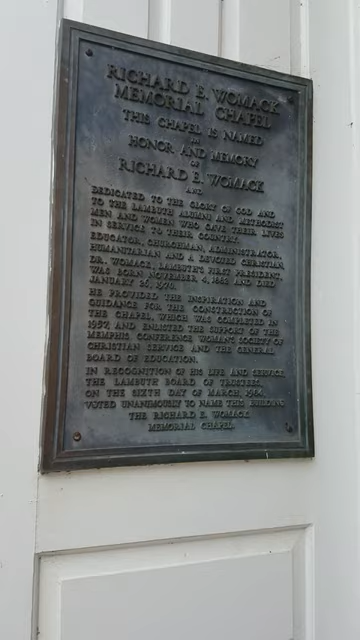 RICHARD E. WOMACK
MEMORIAL CHAPEL
THIS CHAPEL IS NAMED
IN
HONOR AND MEMORY
OF
RICHARD E. WOMACK
AND
DEDICATED TO THE GLORY OF GOD AND
TO THE LAMBUTH ALUMNI AND METHODIST
MEN AND WOMEN WHO GAVE THEIR LIVES
IN SERVICE TO THEIR COUNTRY.
EDUCATOR, CHURCHMAN, ADMINISTRATOR,
HUMANITARIAN AND A DEVOTED CHRISTIAN,
DR. WOMACK, LAMBUTH'S FIRST PRESIDENT
WAS BORN NOVEMBER 4, AND DIED
JANUARY
HE PROVIDED THE INSPIRATION AND
GUIDANCE FOR THE CONSTRUCTION OF
THE CHAPEL, WHICH WAS COMPLETED IN
1957, AND ENLISTED THE SUPPORT OF THE
MEMPHIS CONFERENCE WOMAN'S SOCIETY OF
CHRISTIAN SERVICE AND THE GENERAL
BOARD OF EDUCATION.
IN RECOGNITION OF HIS LIFE AND SERVICE
THE LAMBUTH BOARD OF TRUSTEES,
ON THE SIXTH DAY OF MARCH,
VOTED UNANIMOUSLY TO NAME THIS BUILDING
THE RICHARD E. WOMACK
MEMORIAL CHAPEL